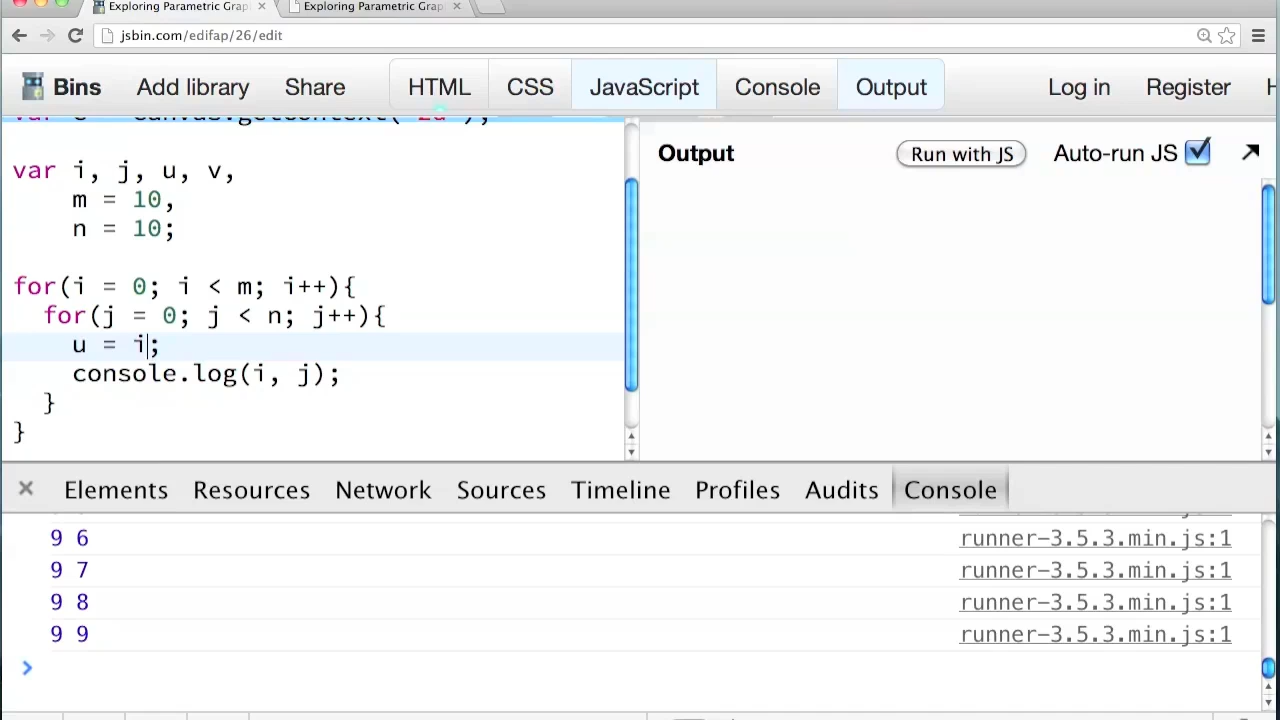 Exploring Parametric Grap
Exploring Parametric Grap
jsbin.com/edifap/26/edit
Bins Add library Share HTML CSS JavaScript Console Output Log in Register H
var i, j, u, v,
m = 10,
n = 10;
for(i = 0; i < m; i++){
for(j = 0; j < n; j++){
u = i;
console.log(i, j);
}
}
Output Run with JS Auto-run JS
× Elements Resources Network Sources Timeline Profiles Audits Console
9 6 runner-3.5.3.min.js:1
9 7 runner-3.5.3.min.js:1
9 8 runner-3.5.3.min.js:1
9 9 runner-3.5.3.min.js:1
>